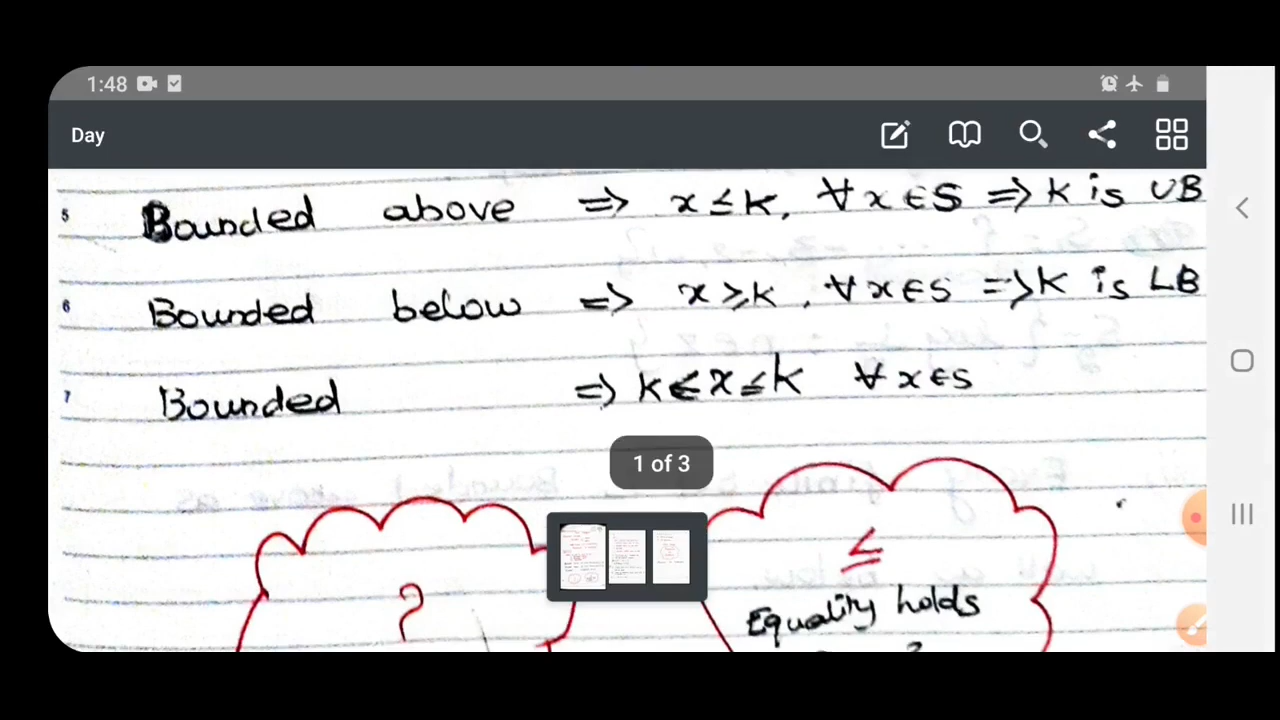 1:48
Day
5 Bounded above => x ≤ k, ∀ x ∈ S => k is UB
6 Bounded below => x ≥ k, ∀ x ∈ S => k is LB
7 Bounded => k ≤ x ≤ k ∀ x ∈ S
1 of 3
≤
?
Equality holds